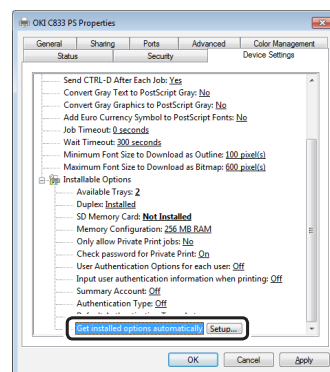 OKI C833 PS Properties
General Sharing Ports Advanced Color Management
Status Security Device Settings
Send CTRL-D After Each Job: Yes
Convert Gray Text to PostScript Gray: No
Convert Gray Graphics to PostScript Gray: No
Add Euro Currency Symbol to PostScript Fonts: No
Job Timeout: 0 seconds
Wait Timeout: 300 seconds
Minimum Font Size to Download as Outline: 100 pixel(s)
Maximum Font Size to Download as Bitmap: 600 pixel(s)
Installable Options
Available Trays: 2
Duplex: Installed
SD Memory Card: Not Installed
Memory Configuration: 256 MB RAM
Only allow Private Print jobs: No
Check password for Private Print: On
User Authentication Options for each user: Off
Input user authentication information when printing: Off
Summary Account: Off
Authentication Type: Off
Get installed options automatically Setup...
OK Cancel Apply